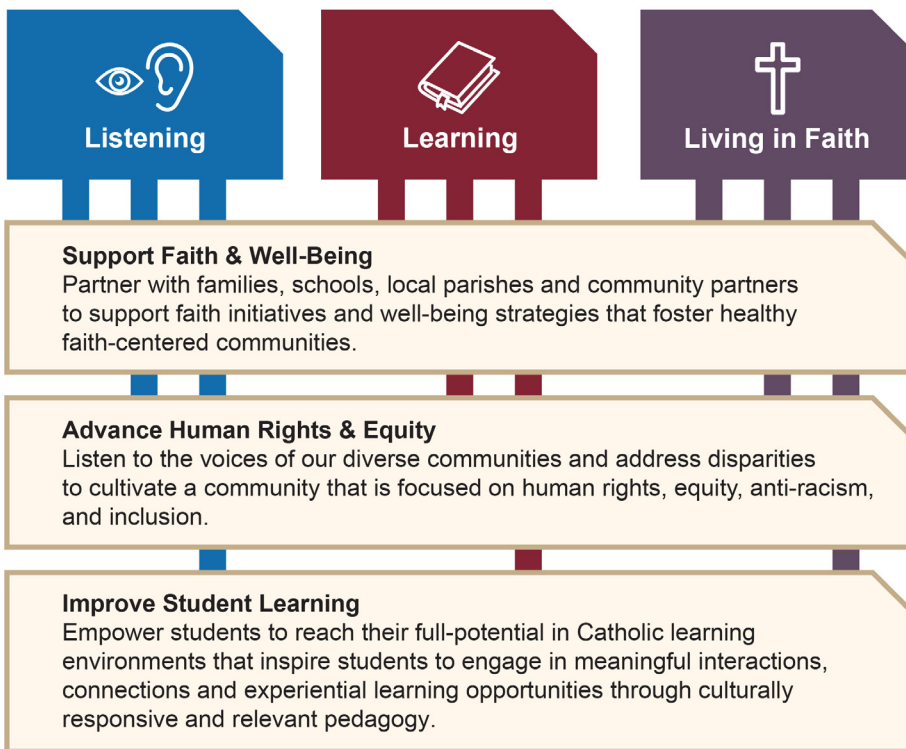 Listening
Learning
Living in Faith
Support Faith & Well-Being
Partner with families, schools, local parishes and community partners
to support faith initiatives and well-being strategies that foster healthy
faith-centered communities.
Advance Human Rights & Equity
Listen to the voices of our diverse communities and address disparities
to cultivate a community that is focused on human rights, equity, anti-racism,
and inclusion.
Improve Student Learning
Empower students to reach their full-potential in Catholic learning
environments that inspire students to engage in meaningful interactions,
connections and experiential learning opportunities through culturally
responsive and relevant pedagogy.